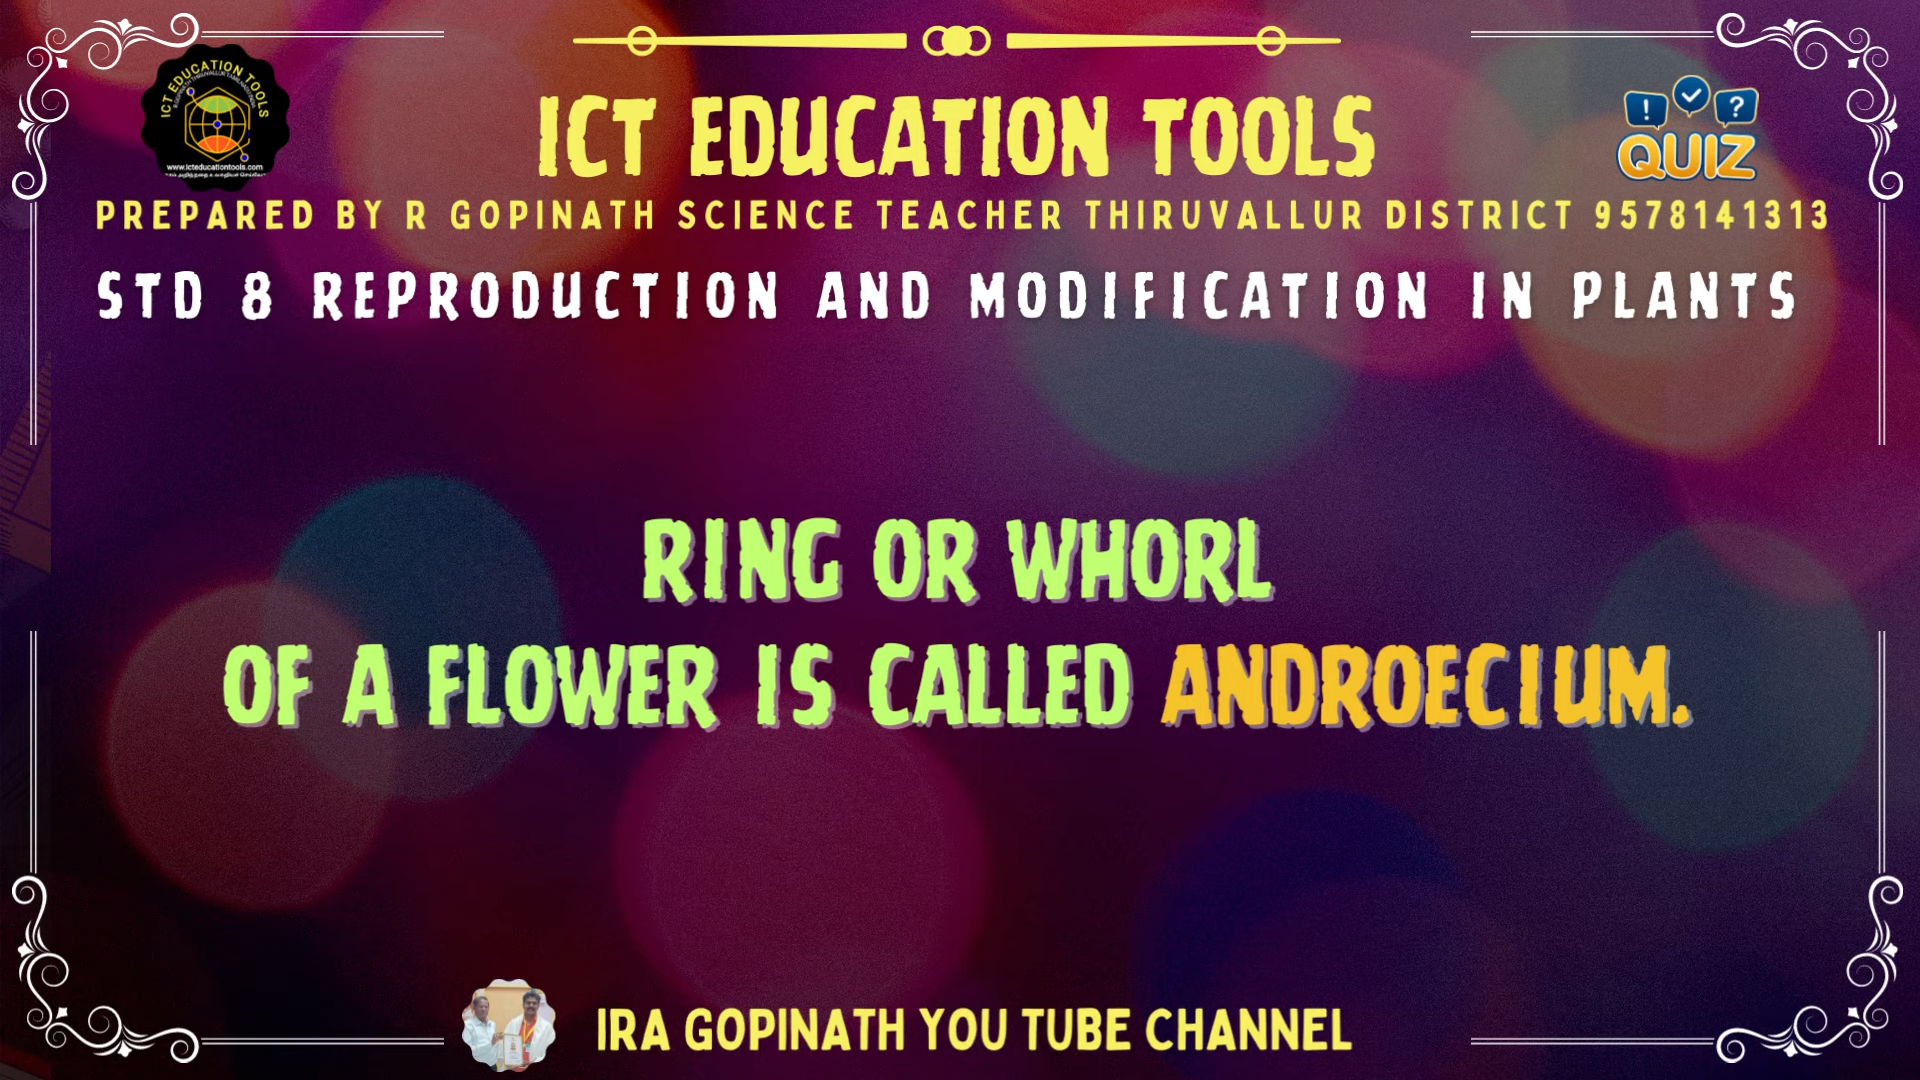 ICT EDUCATION TOOLS
www.icteducationtools.com
ICT EDUCATION TOOLS
! ?
QUIZ
PREPARED BY R GOPINATH SCIENCE TEACHER THIRUVALLUR DISTRICT 9578141313
STD 8 REPRODUCTION AND MODIFICATION IN PLANTS
RING OR WHORL
OF A FLOWER IS CALLED ANDROECIUM.
IRA GOPINATH YOU TUBE CHANNEL